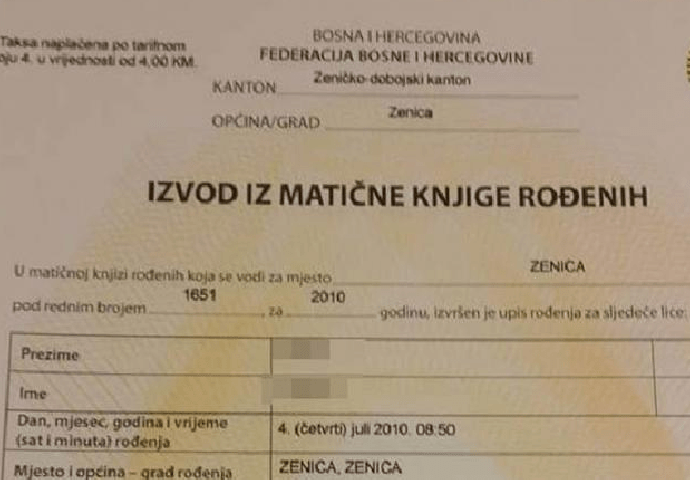 BOSNA I HERCEGOVINA
FEDERACIJA BOSNE I HERCEGOVINE
Taksa naplaćena po tarifnom
u vrijednosti od 4,00 KM.
KANTON Zeničko-dobojski kanton
OPĆINA/GRAD Zenica
IZVOD IZ MATIČNE KNJIGE ROĐENIH
U matičnoj knjizi rođenih koja se vodi za mjesto ZENICA
pod rednim brojem 1651, za 2010 godinu, izvršen je upis rođenja za sljedeće lice:
Prezime
Ime
Dan, mjesec, godina i vrijeme
(sat i minuta) rođenja
4. (četvrti) juli 2010. 08:50
Mjesto i općina – grad rođenja
ZENICA, ZENICA